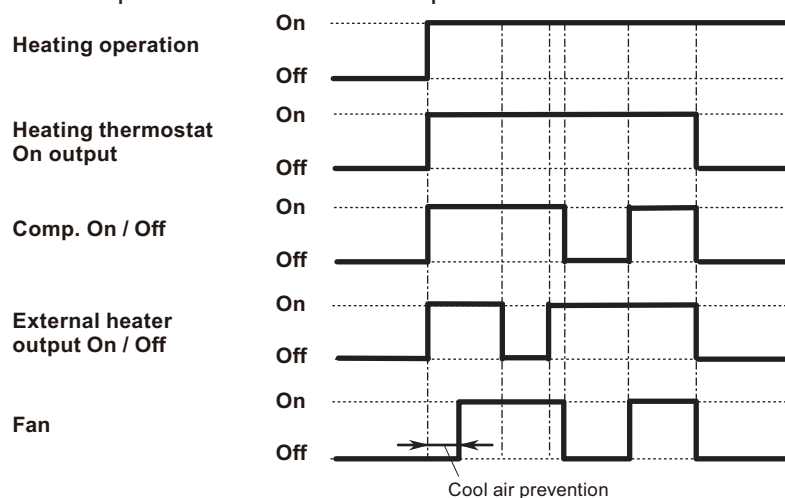 On
Heating operation
Off
On
Heating thermostat
On output
Off
On
Comp. On / Off
Off
On
External heater
output On / Off
Off
On
Fan
Off
Cool air prevention